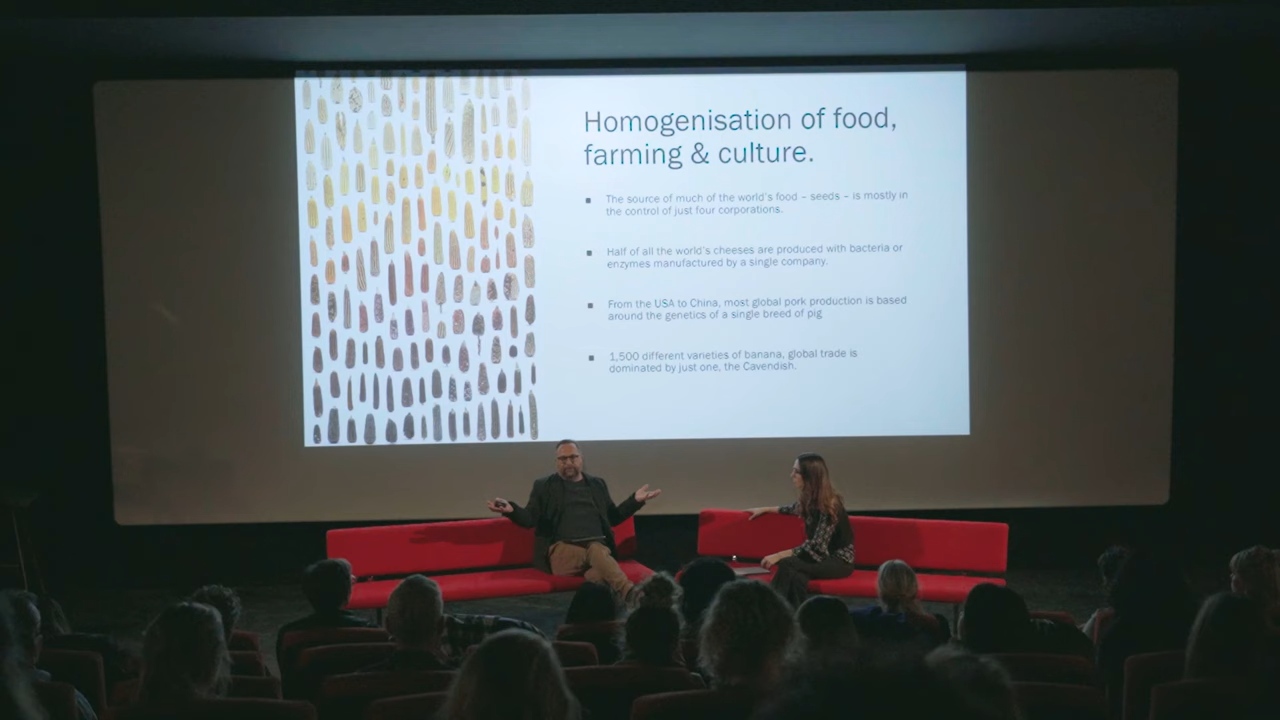 Homogenisation of food,
farming & culture.
The source of much of the world's food – seeds – is mostly in
the control of just four corporations.
Half of all the world's cheeses are produced with bacteria or
enzymes manufactured by a single company.
From the USA to China, most global pork production is based
around the genetics of a single breed of pig
1,500 different varieties of banana, global trade is
dominated by just one, the Cavendish.